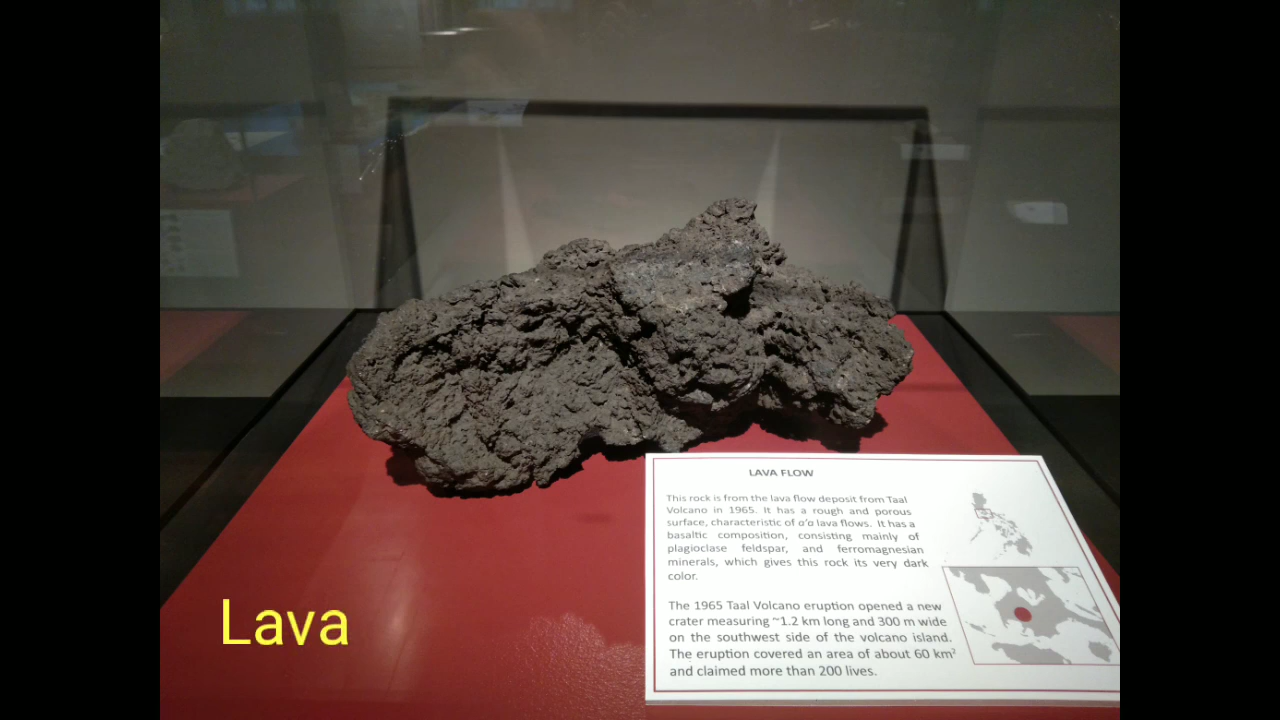 LAVA FLOW
This rock is from the lava flow deposit from Taal
Volcano in 1965. It has a rough and porous
surface, characteristic of a'a lava flows. It has a
basaltic composition, consisting mainly of
plagioclase feldspar, and ferromagnesian
minerals, which gives this rock its very dark
color.
The 1965 Taal Volcano eruption opened a new
crater measuring ~1.2 km long and 300 m wide
on the southwest side of the volcano island.
The eruption covered an area of about 60 km²
and claimed more than 200 lives.
Lava